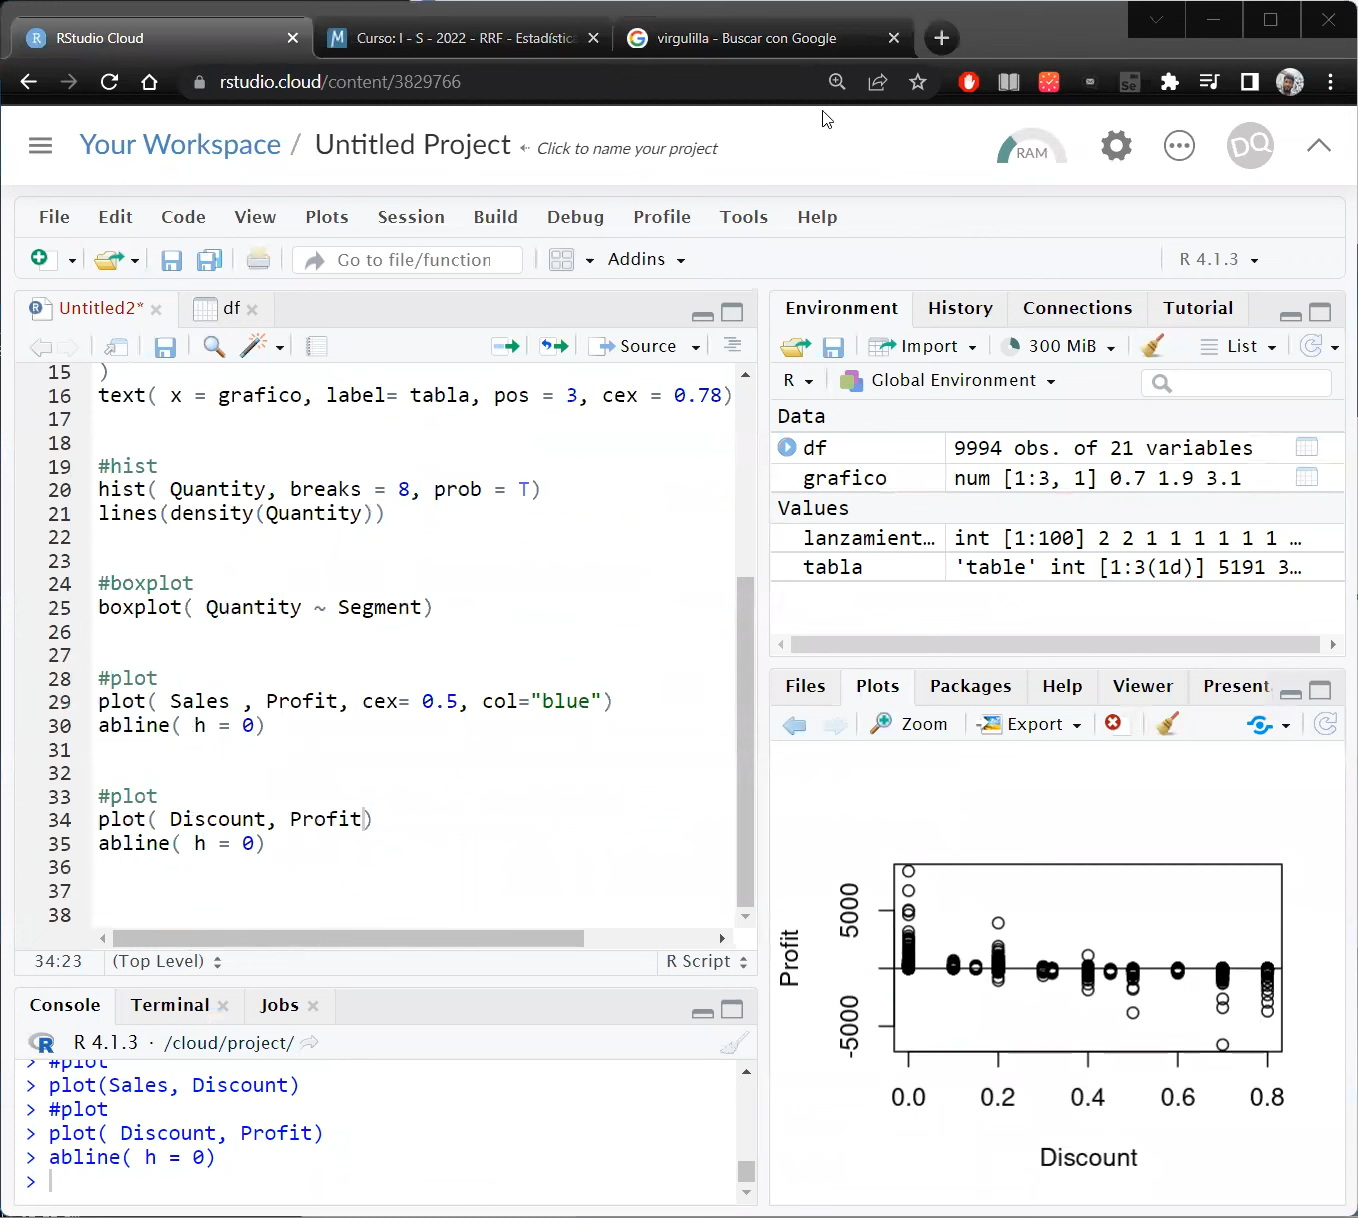 RStudio Cloud
Curso: I - S - 2022 - RRF - Estadístic
virgulilla - Buscar con Google
rstudio.cloud/content/3829766
Your Workspace / Untitled Project
Click to name your project
RAM
DQ
File Edit Code View Plots Session Build Debug Profile Tools Help
Go to file/function
Addins
R 4.1.3
Untitled2*
df
Source
15 )
16 text( x = grafico, label= tabla, pos = 3, cex = 0.78)
17
18
19 #hist
20 hist( Quantity, breaks = 8, prob = T)
21 lines(density(Quantity))
22
23
24 #boxplot
25 boxplot( Quantity ~ Segment)
26
27
28 #plot
29 plot( Sales , Profit, cex= 0.5, col="blue")
30 abline( h = 0)
31
32
33 #plot
34 plot( Discount, Profit)
35 abline( h = 0)
36
37
38
34:23 (Top Level) R Script
Console Terminal Jobs
R 4.1.3 · /cloud/project/
> #plot
> plot(Sales, Discount)
> #plot
> plot( Discount, Profit)
> abline( h = 0)
>
Environment History Connections Tutorial
Import 300 MiB List
R Global Environment
Data
df 9994 obs. of 21 variables
grafico num [1:3, 1] 0.7 1.9 3.1
Values
lanzamient… int [1:100] 2 2 1 1 1 1 1 1 …
tabla 'table' int [1:3(1d)] 5191 3…
Files Plots Packages Help Viewer Present
Zoom Export
Profit
5000
-5000
0.0 0.2 0.4 0.6 0.8
Discount